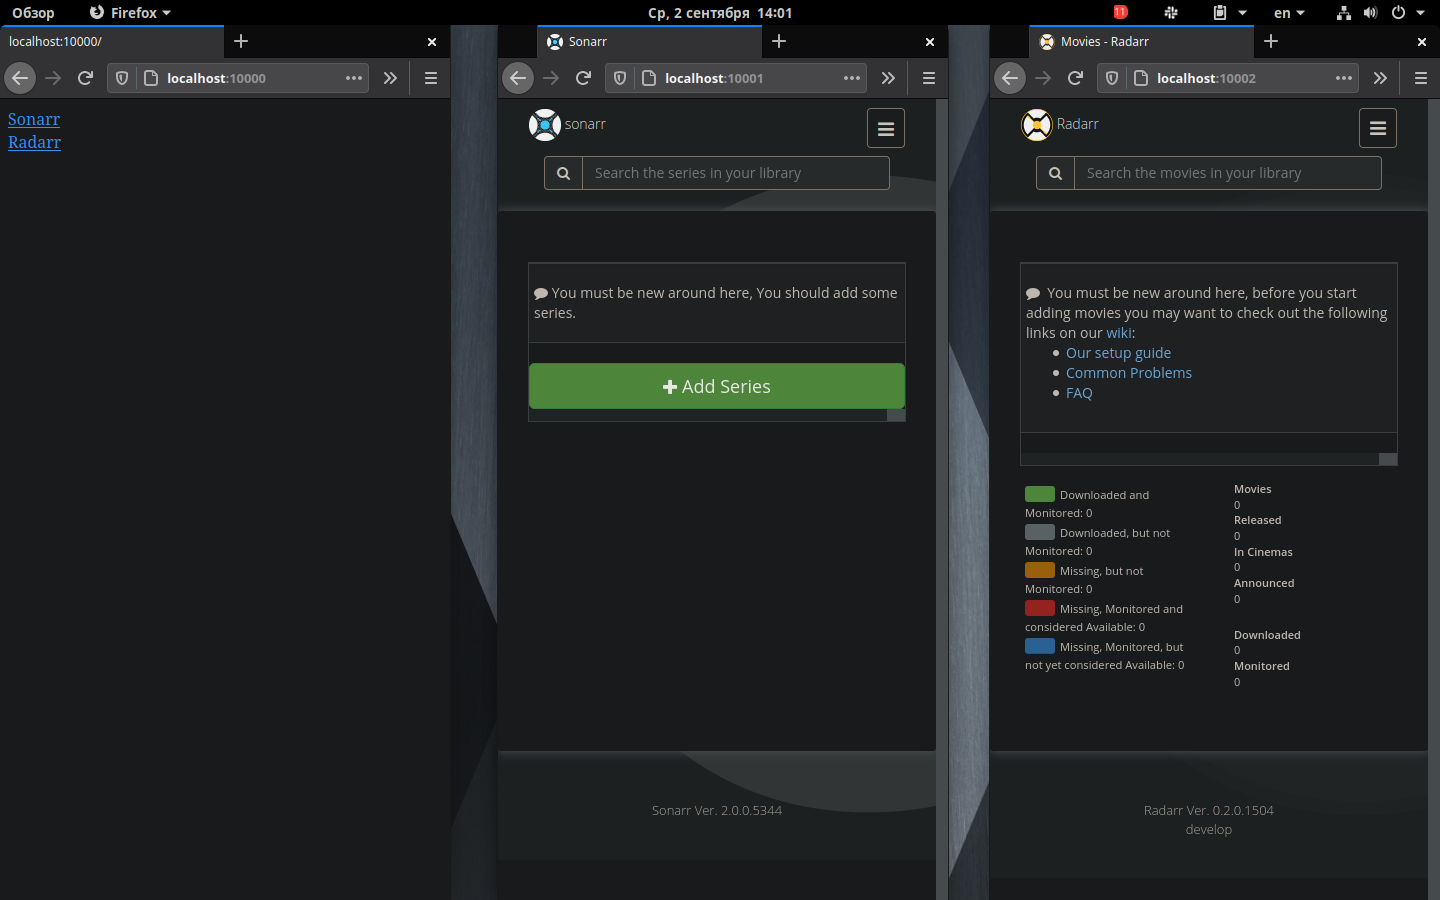 Обзор
Firefox
Ср, 2 сентября 14:01
11
en
localhost:10000/
localhost:10000
Sonarr
Radarr
Sonarr
localhost:10001
sonarr
Search the series in your library
You must be new around here, You should add some
series.
Add Series
Sonarr Ver. 2.0.0.5344
Movies - Radarr
localhost:10002
Radarr
Search the movies in your library
You must be new around here, before you start
adding movies you may want to check out the following
links on our wiki:
Our setup guide
Common Problems
FAQ
Downloaded and
Monitored: 0
Downloaded, but not
Monitored: 0
Missing, but not
Monitored: 0
Missing, Monitored and
considered Available: 0
Missing, Monitored, but
not yet considered Available: 0
Movies
0
Released
0
In Cinemas
0
Announced
0
Downloaded
0
Monitored
0
Radarr Ver. 0.2.0.1504
develop